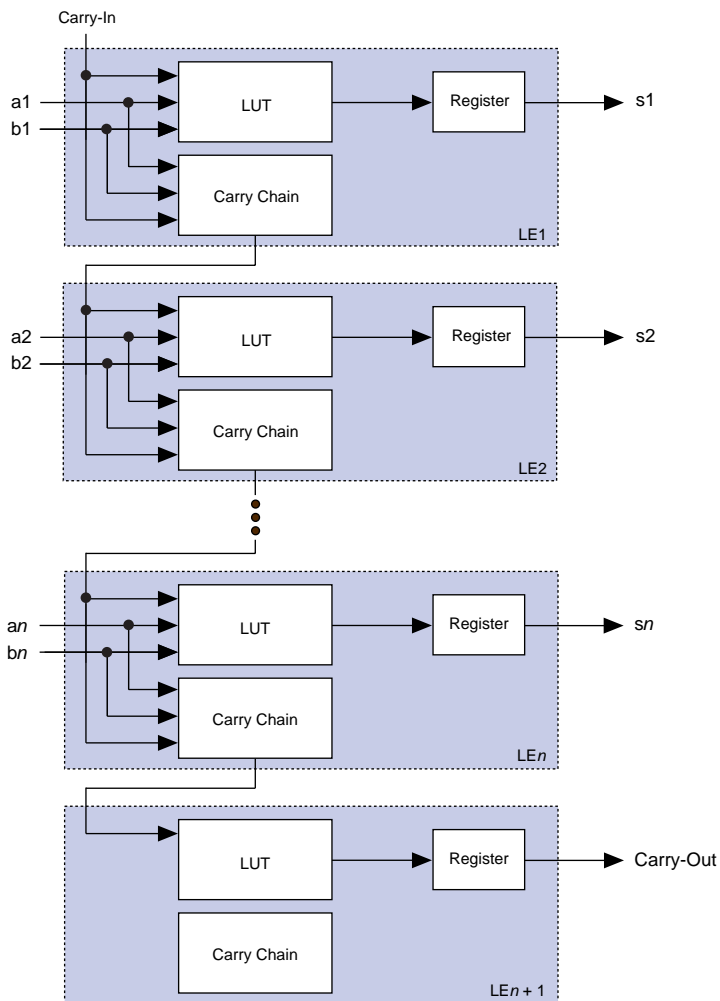 Carry-In
a1
b1
LUT
Register
s1
Carry Chain
LE1
a2
b2
LUT
Register
s2
Carry Chain
LE2
an
bn
LUT
Register
sn
Carry Chain
LEn
LUT
Register
Carry-Out
Carry Chain
LEn + 1